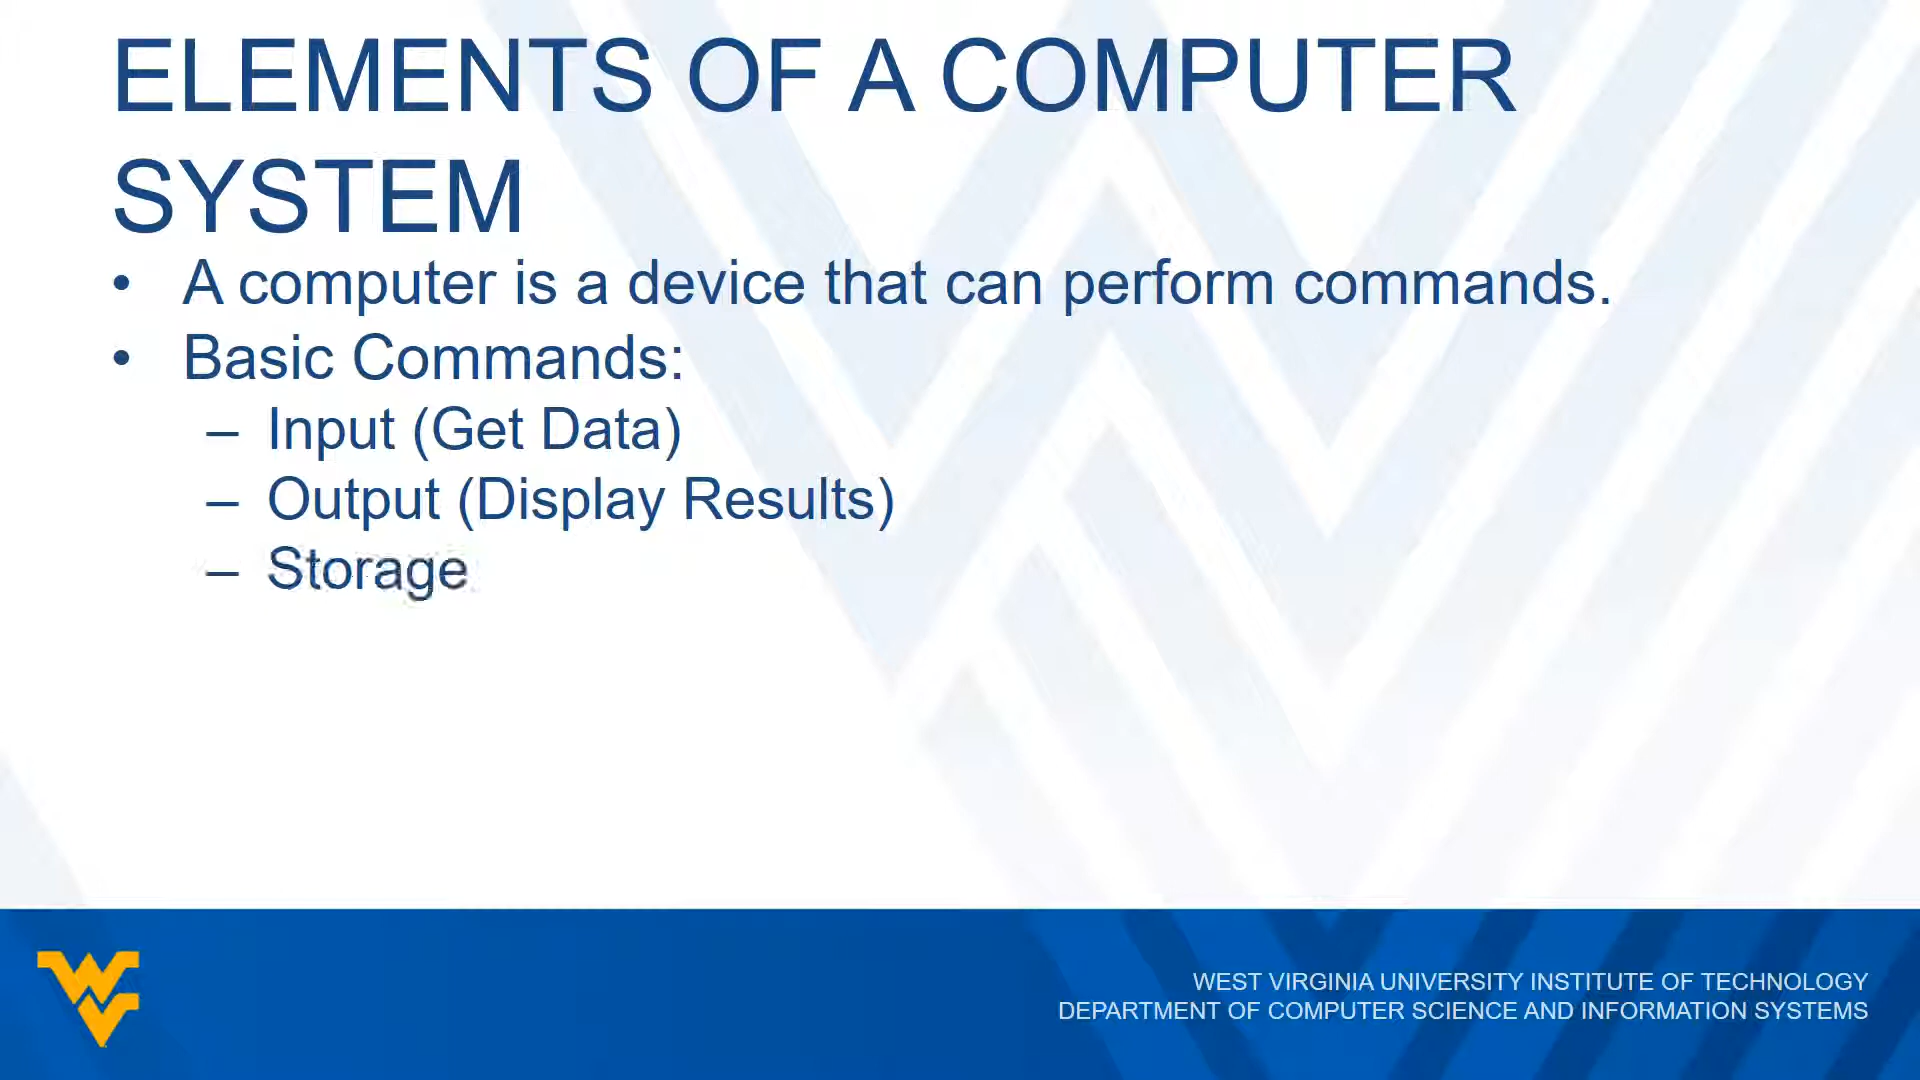 ELEMENTS OF A COMPUTER
SYSTEM
• A computer is a device that can perform commands.
• Basic Commands:
– Input (Get Data)
– Output (Display Results)
– Storage
WEST VIRGINIA UNIVERSITY INSTITUTE OF TECHNOLOGY
DEPARTMENT OF COMPUTER SCIENCE AND INFORMATION SYSTEMS